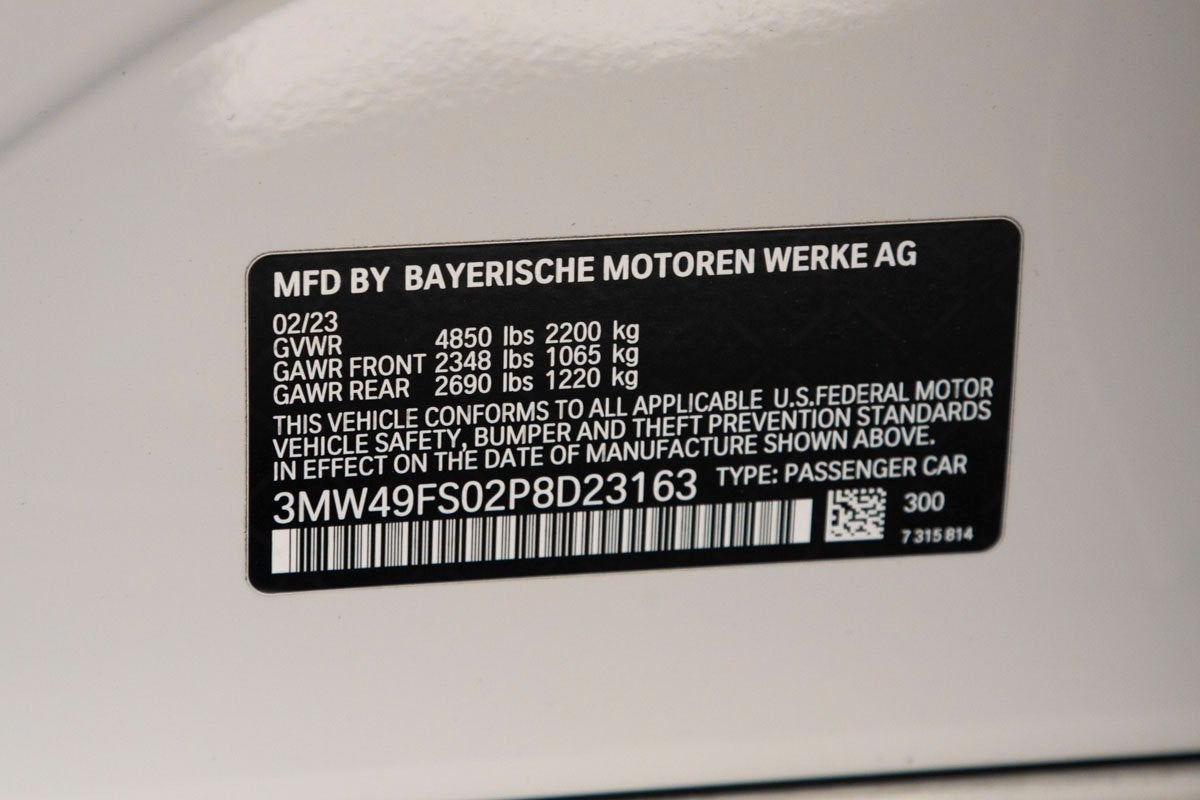 MFD BY BAYERISCHE MOTOREN WERKE AG
02/23
GVWR 4850 lbs 2200 kg
GAWR FRONT 2348 lbs 1065 kg
GAWR REAR 2690 lbs 1220 kg
THIS VEHICLE CONFORMS TO ALL APPLICABLE U.S.FEDERAL MOTOR
VEHICLE SAFETY, BUMPER AND THEFT PREVENTION STANDARDS
IN EFFECT ON THE DATE OF MANUFACTURE SHOWN ABOVE.
3MW49FS02P8D23163 TYPE: PASSENGER CAR
300
7 315 814